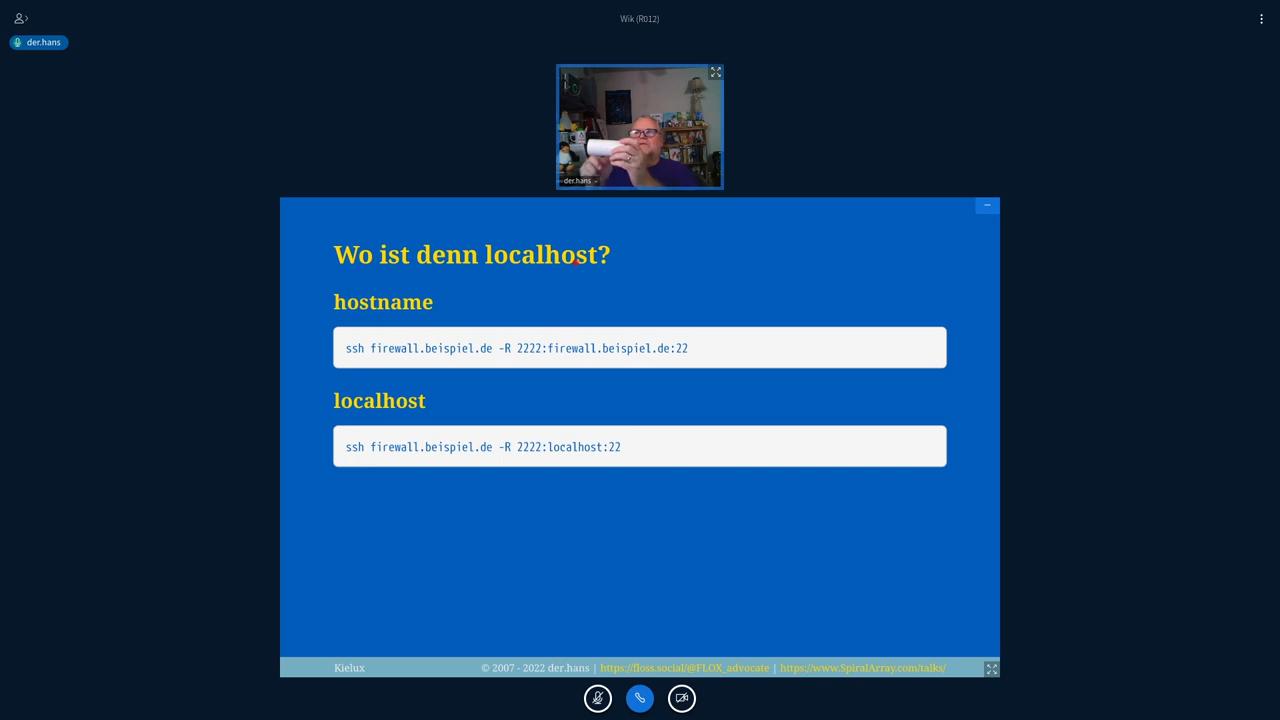 Wik (R012)
der.hans
der.hans
Wo ist denn localhost?
hostname
ssh firewall.beispiel.de -R 2222:firewall.beispiel.de:22
localhost
ssh firewall.beispiel.de -R 2222:localhost:22
Kielux © 2007 - 2022 der.hans | https://floss.social/@FLOX_advocate | https://www.SpiralArray.com/talks/